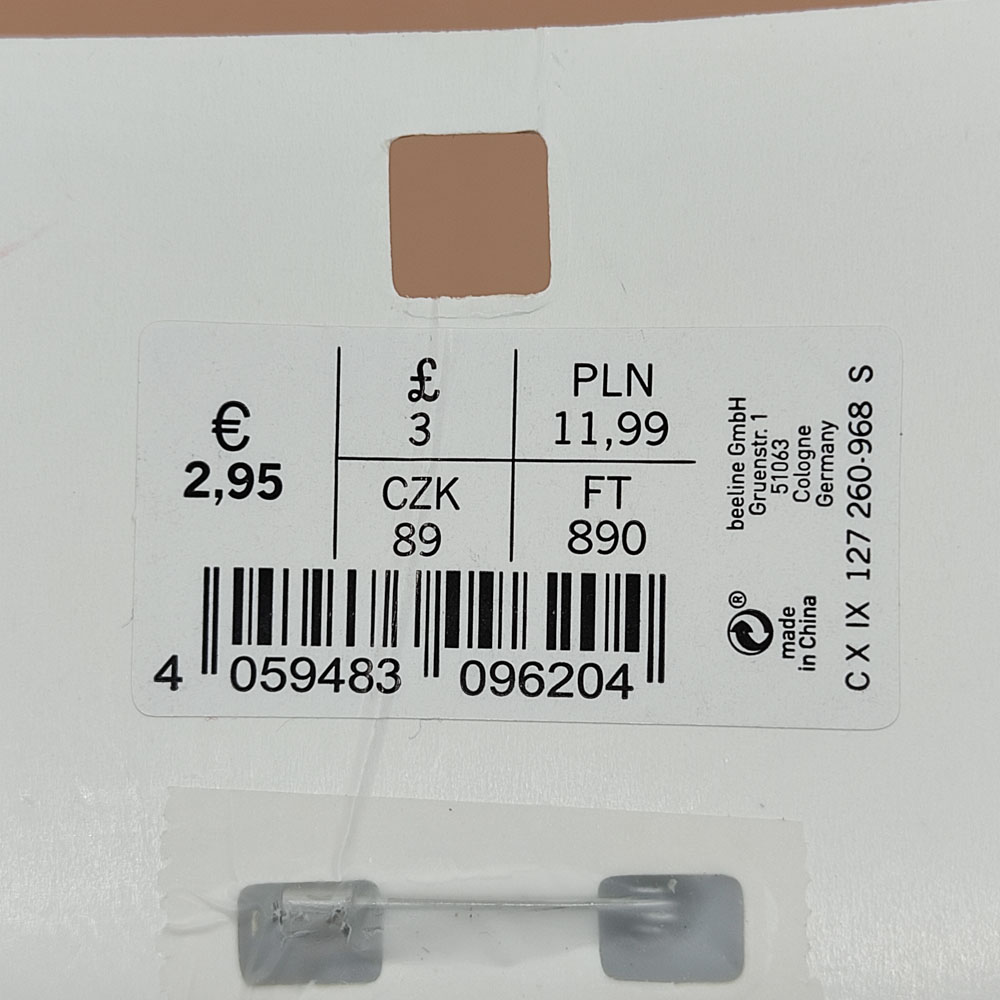 €
2,95
£
3
PLN
11,99
CZK
89
FT
890
4 059483 096204
beeline GmbH
Gruenstr. 1
51063
Cologne
Germany
®
made
in China
C X IX 127 260-968 S